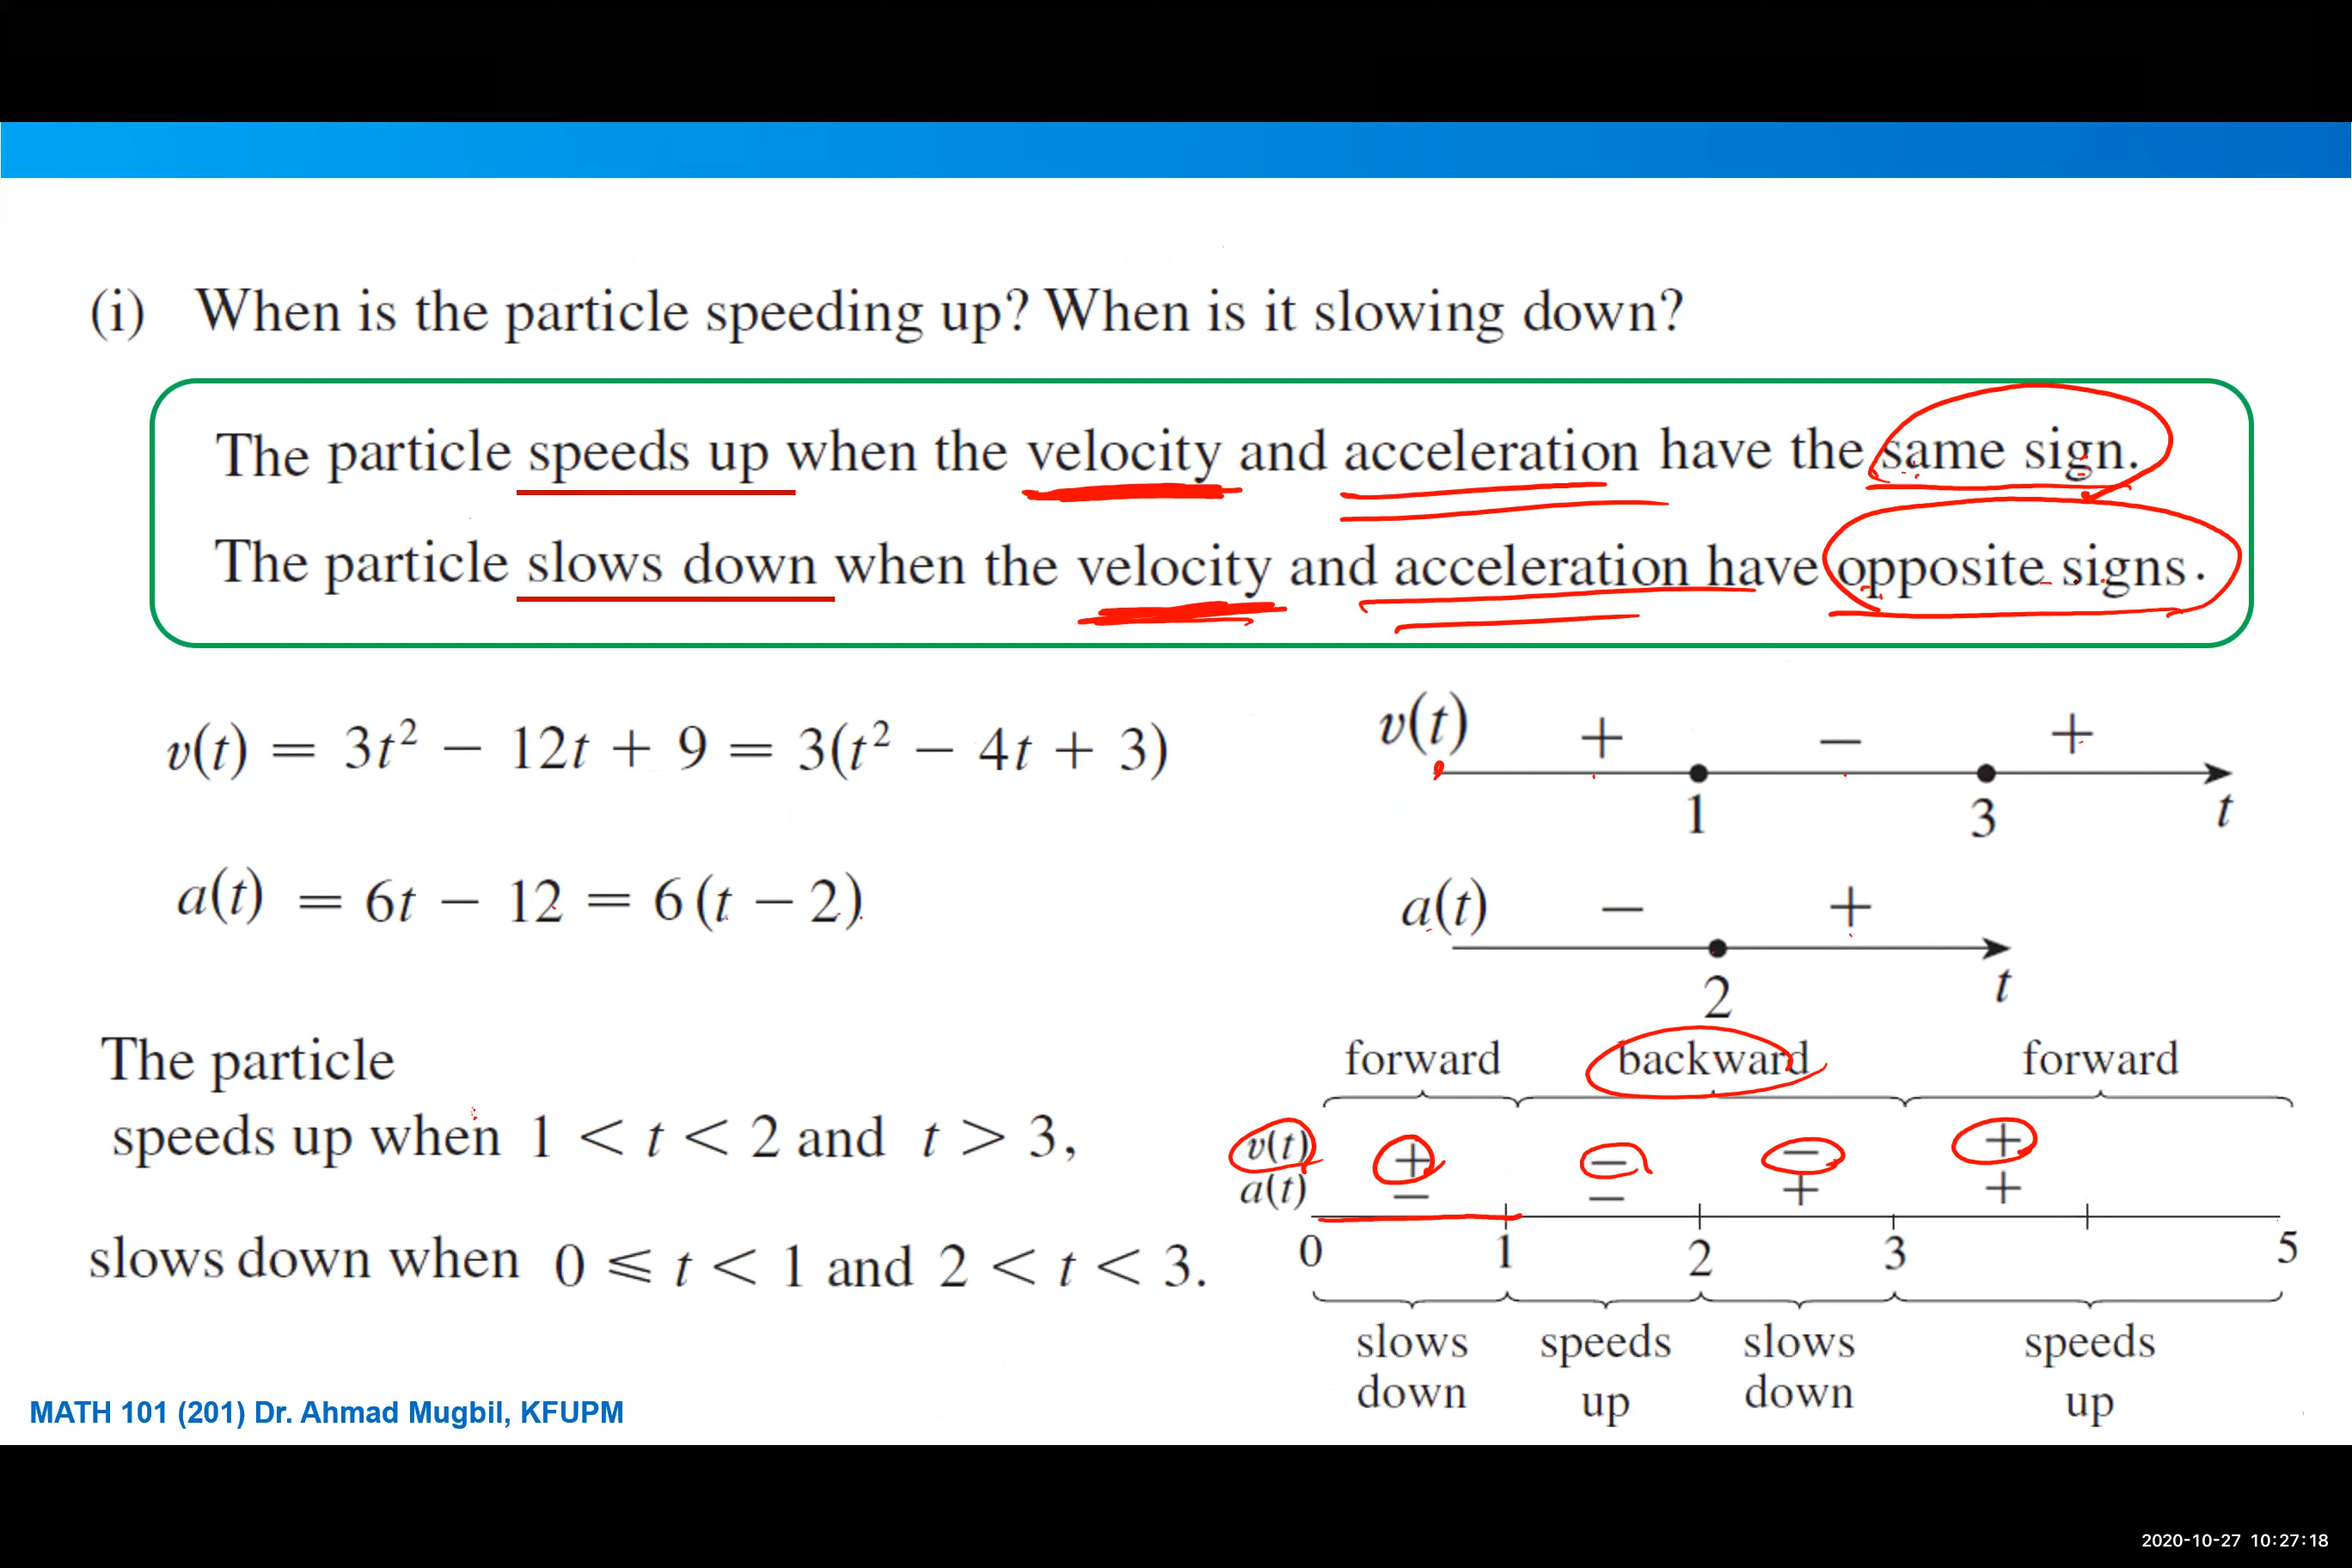 (i) When is the particle speeding up? When is it slowing down?
The particle speeds up when the velocity and acceleration have the same sign.
The particle slows down when the velocity and acceleration have opposite signs.
v(t) = 3t² − 12t + 9 = 3(t² − 4t + 3)
v(t) + − +
1 3 t
a(t) = 6t − 12 = 6(t − 2)
a(t) − +
2 t
The particle
speeds up when 1 < t < 2 and t > 3,
slows down when 0 ⩽ t < 1 and 2 < t < 3.
forward backward forward
v(t) + − − +
a(t) − − + +
0 1 2 3 5
slows speeds slows speeds
down up down up
MATH 101 (201) Dr. Ahmad Mugbil, KFUPM
2020-10-27 10:27:18